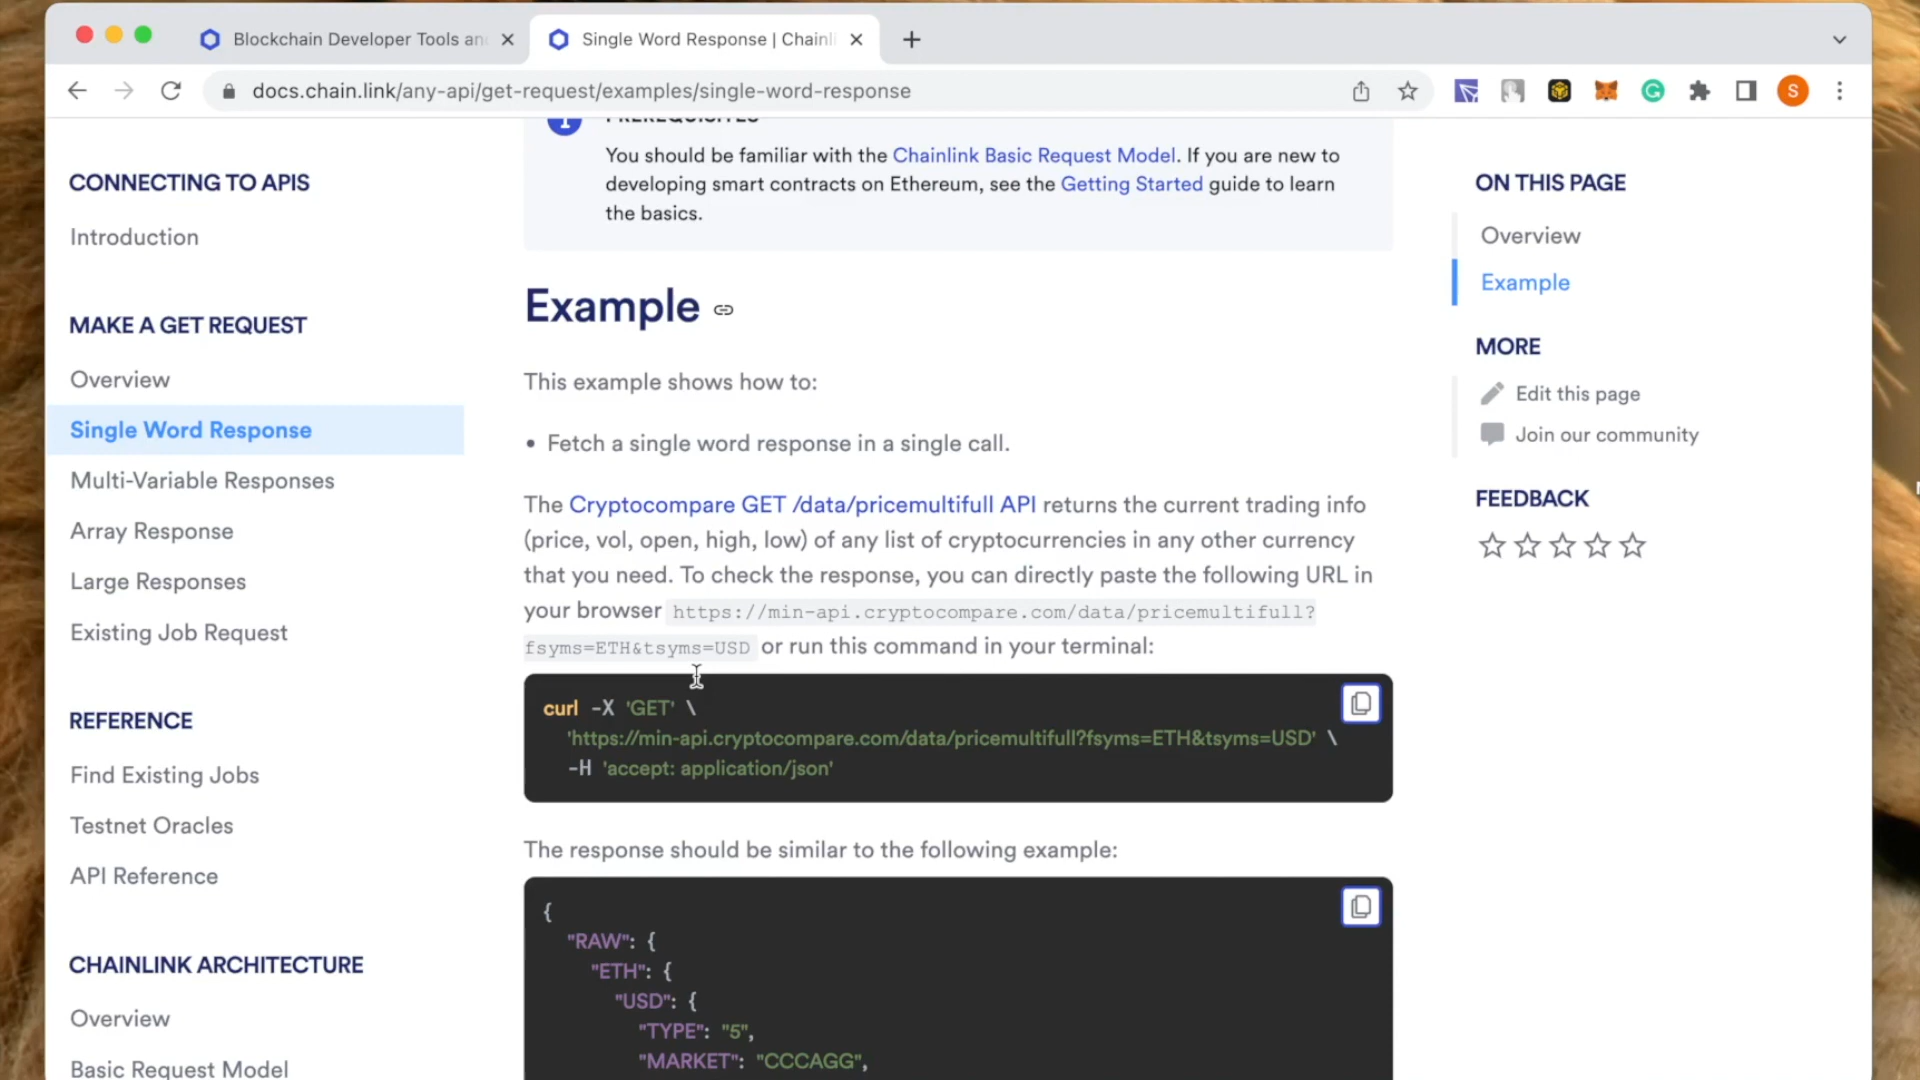 Blockchain Developer Tools an
Single Word Response | Chainli
docs.chain.link/any-api/get-request/examples/single-word-response
S
CONNECTING TO APIS
Introduction
MAKE A GET REQUEST
Overview
Single Word Response
Multi-Variable Responses
Array Response
Large Responses
Existing Job Request
REFERENCE
Find Existing Jobs
Testnet Oracles
API Reference
CHAINLINK ARCHITECTURE
Overview
Basic Request Model
PREREQUISITES
You should be familiar with the Chainlink Basic Request Model. If you are new to
developing smart contracts on Ethereum, see the Getting Started guide to learn
the basics.
Example
This example shows how to:
• Fetch a single word response in a single call.
The Cryptocompare GET /data/pricemultifull API returns the current trading info
(price, vol, open, high, low) of any list of cryptocurrencies in any other currency
that you need. To check the response, you can directly paste the following URL in
your browser https://min-api.cryptocompare.com/data/pricemultifull?
fsyms=ETH&tsyms=USD or run this command in your terminal:
curl -X 'GET' \
'https://min-api.cryptocompare.com/data/pricemultifull?fsyms=ETH&tsyms=USD' \
-H 'accept: application/json'
The response should be similar to the following example:
{
"RAW": {
"ETH": {
"USD": {
"TYPE": "5",
"MARKET": "CCCAGG",
ON THIS PAGE
Overview
Example
MORE
Edit this page
Join our community
FEEDBACK